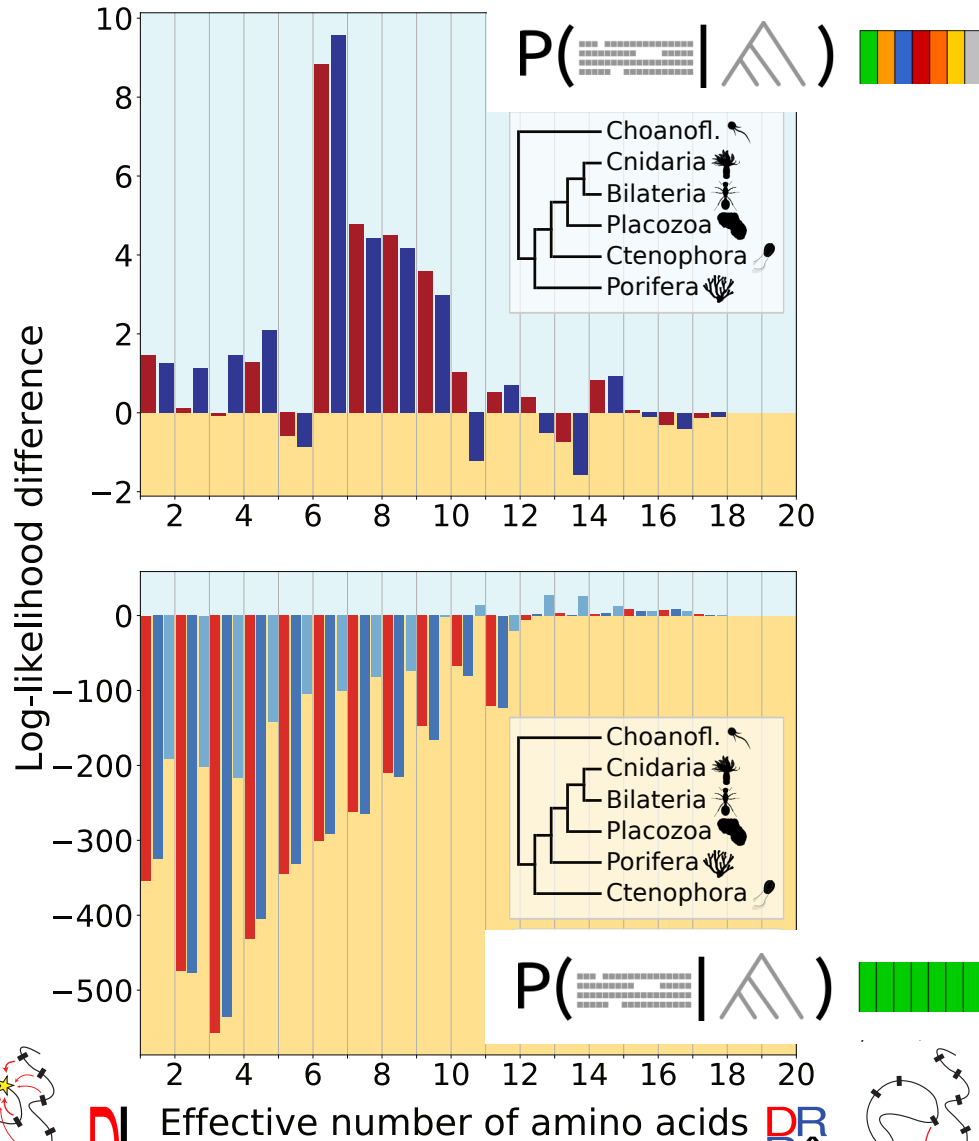 10
8
6
4
2
0
−2
2 4 6 8 10 12 14 16 18 20
P( | )
Choanofl.
Cnidaria
Bilateria
Placozoa
Ctenophora
Porifera
Log-likelihood difference
0
−100
−200
−300
−400
−500
2 4 6 8 10 12 14 16 18 20
Choanofl.
Cnidaria
Bilateria
Placozoa
Porifera
Ctenophora
P( | )
Effective number of amino acids
DR